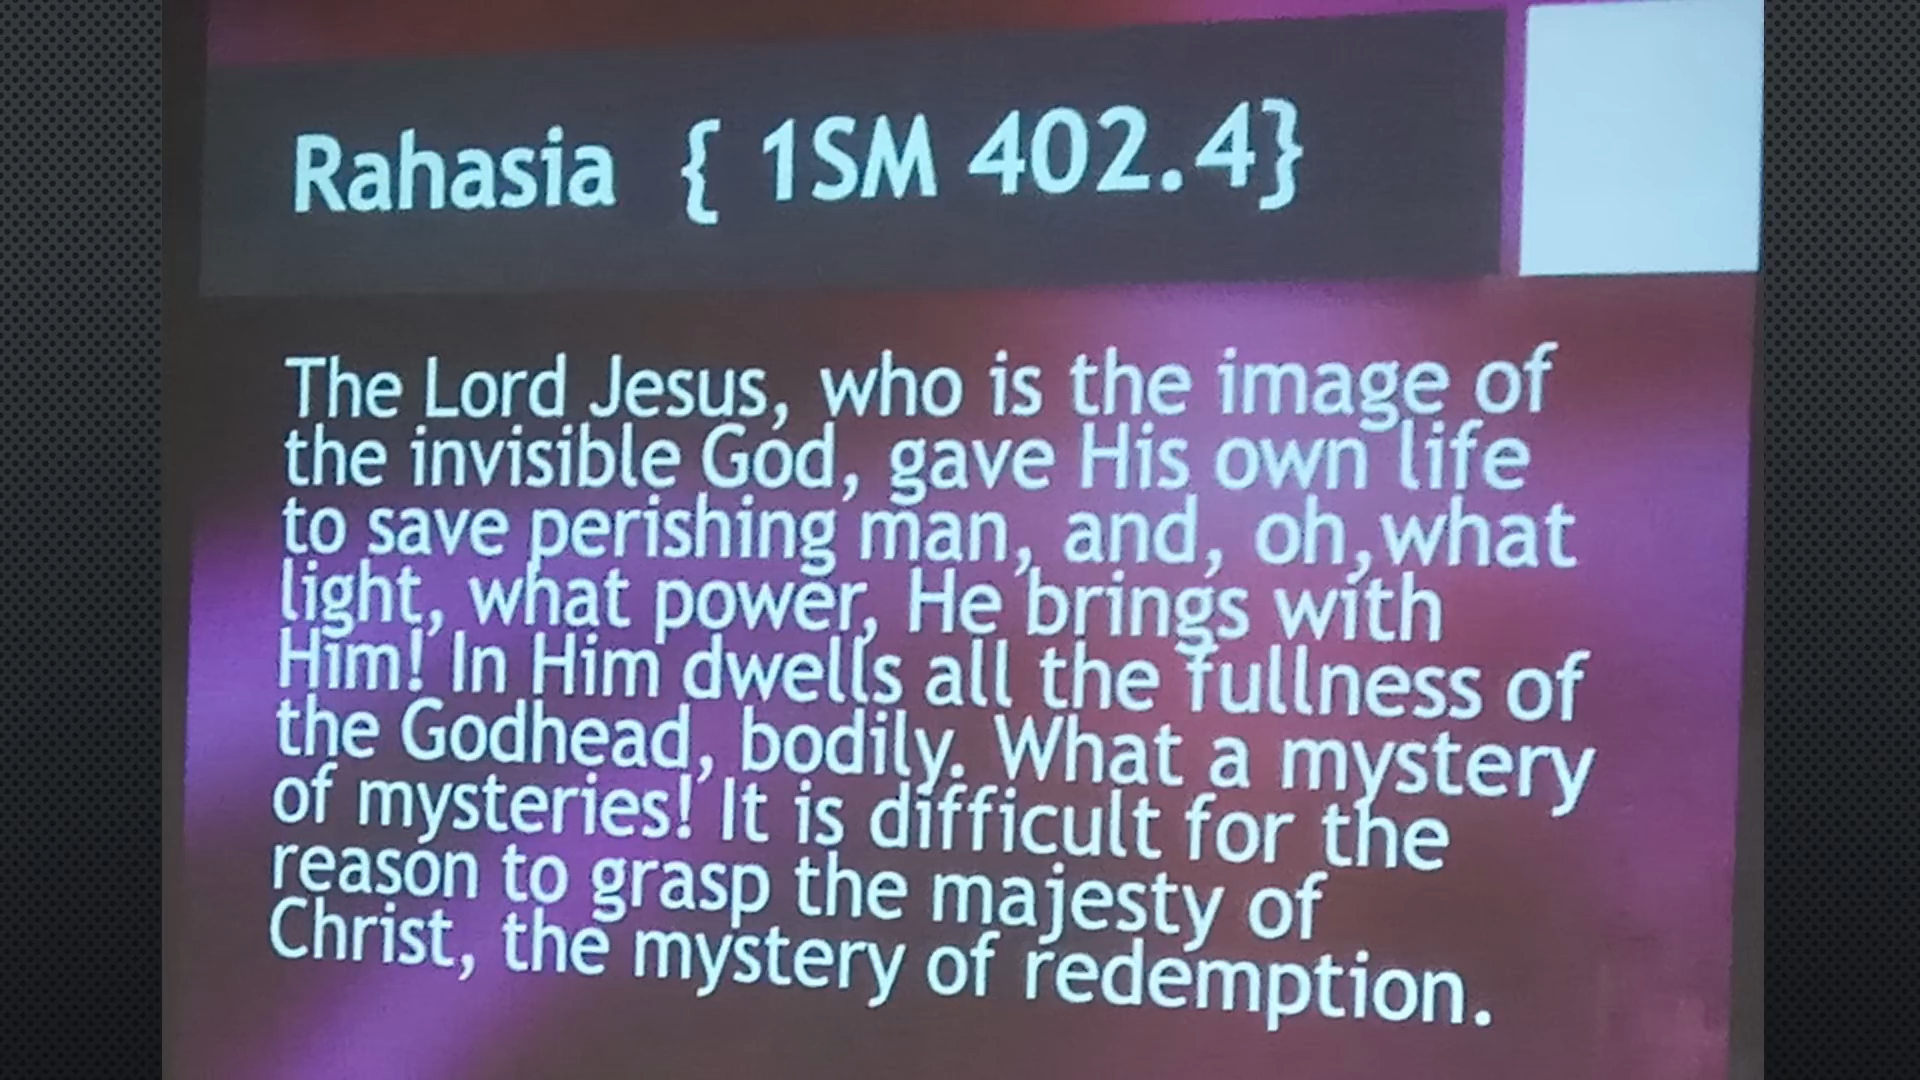 Rahasia { 1SM 402.4}
The Lord Jesus, who is the image of
the invisible God, gave His own life
to save perishing man, and, oh,what
light, what power, He brings with
Him! In Him dwells all the fullness of
the Godhead, bodily. What a mystery
of mysteries! It is difficult for the
reason to grasp the majesty of
Christ, the mystery of redemption.